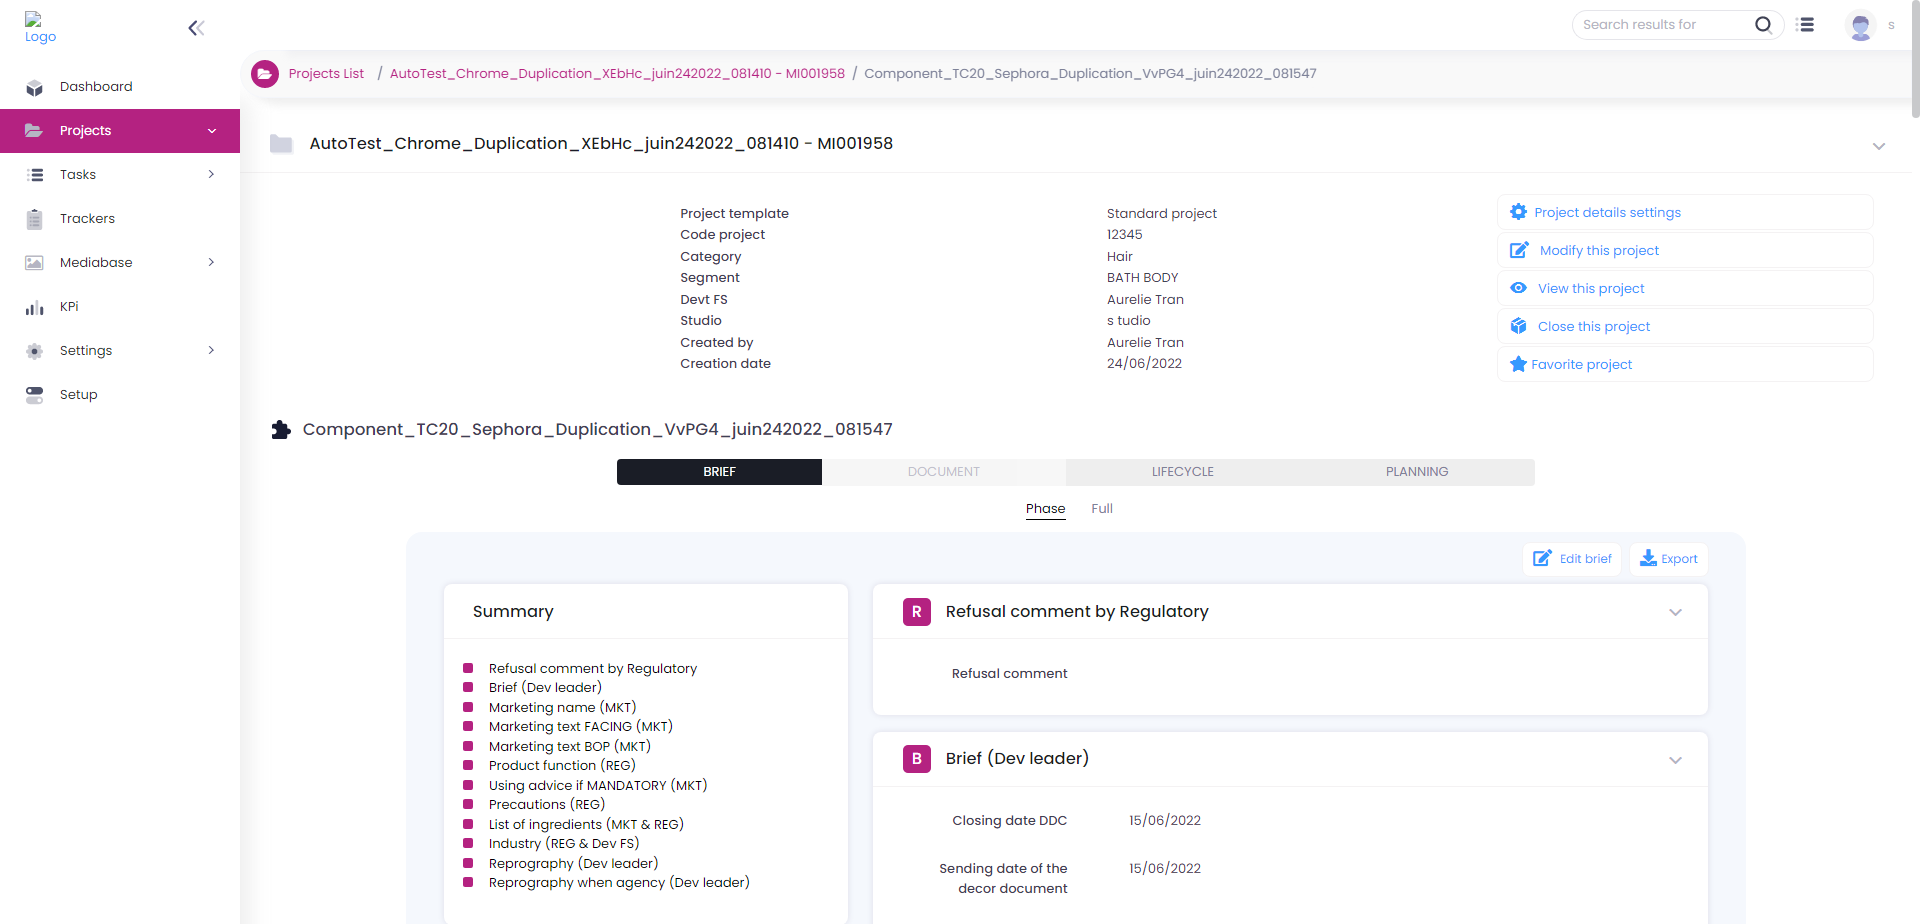 Logo
Search results for
s
Dashboard
Projects
Tasks
Trackers
Mediabase
KPi
Settings
Setup
Projects List / AutoTest_Chrome_Duplication_XEbHc_juin242022_081410 - MI001958 / Component_TC20_Sephora_Duplication_VvPG4_juin242022_081547
AutoTest_Chrome_Duplication_XEbHc_juin242022_081410 - MI001958
Project template Standard project
Code project 12345
Category Hair
Segment BATH BODY
Devt FS Aurelie Tran
Studio s tudio
Created by Aurelie Tran
Creation date 24/06/2022
Project details settings
Modify this project
View this project
Close this project
Favorite project
Component_TC20_Sephora_Duplication_VvPG4_juin242022_081547
BRIEF DOCUMENT LIFECYCLE PLANNING
Phase Full
Edit brief Export
Summary
Refusal comment by Regulatory
Brief (Dev leader)
Marketing name (MKT)
Marketing text FACING (MKT)
Marketing text BOP (MKT)
Product function (REG)
Using advice if MANDATORY (MKT)
Precautions (REG)
List of ingredients (MKT & REG)
Industry (REG & Dev FS)
Reprography (Dev leader)
Reprography when agency (Dev leader)
R Refusal comment by Regulatory
Refusal comment
B Brief (Dev leader)
Closing date DDC 15/06/2022
Sending date of the 15/06/2022
decor document